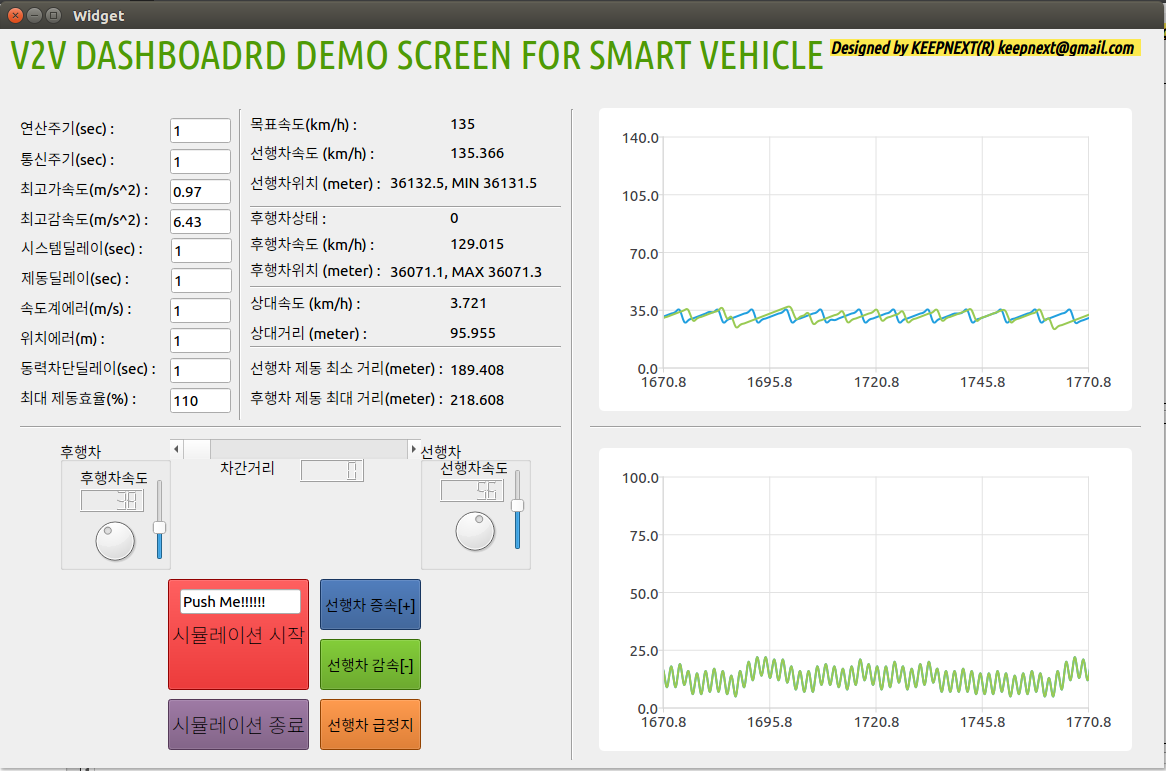 Widget
V2V DASHBOADRD DEMO SCREEN FOR SMART VEHICLE
Designed by KEEPNEXT(R) keepnext@gmail.com
연산주기(sec) : 1
통신주기(sec) : 1
최고가속도(m/s^2) : 0.97
최고감속도(m/s^2) : 6.43
시스템딜레이(sec) : 1
제동딜레이(sec) : 1
속도계에러(m/s) : 1
위치에러(m) : 1
동력차단딜레이(sec) : 1
최대 제동효율(%) : 110
목표속도(km/h) : 135
선행차속도 (km/h) : 135.366
선행차위치 (meter) : 36132.5, MIN 36131.5
후행차상태 : 0
후행차속도 (km/h) : 129.015
후행차위치 (meter) : 36071.1, MAX 36071.3
상대속도 (km/h) : 3.721
상대거리 (meter) : 95.955
선행차 제동 최소 거리(meter) : 189.408
후행차 제동 최대 거리(meter) : 218.608
140.0
105.0
70.0
35.0
0.0
1670.8 1695.8 1720.8 1745.8 1770.8
후행차
후행차속도
38
차간거리 0
선행차
선행차속도
Push Me!!!!!!
시뮬레이션 시작
시뮬레이션 종료
선행차 증속[+]
선행차 감속[-]
선행차 급정지
100.0
75.0
50.0
25.0
0.0
1670.8 1695.8 1720.8 1745.8 1770.8